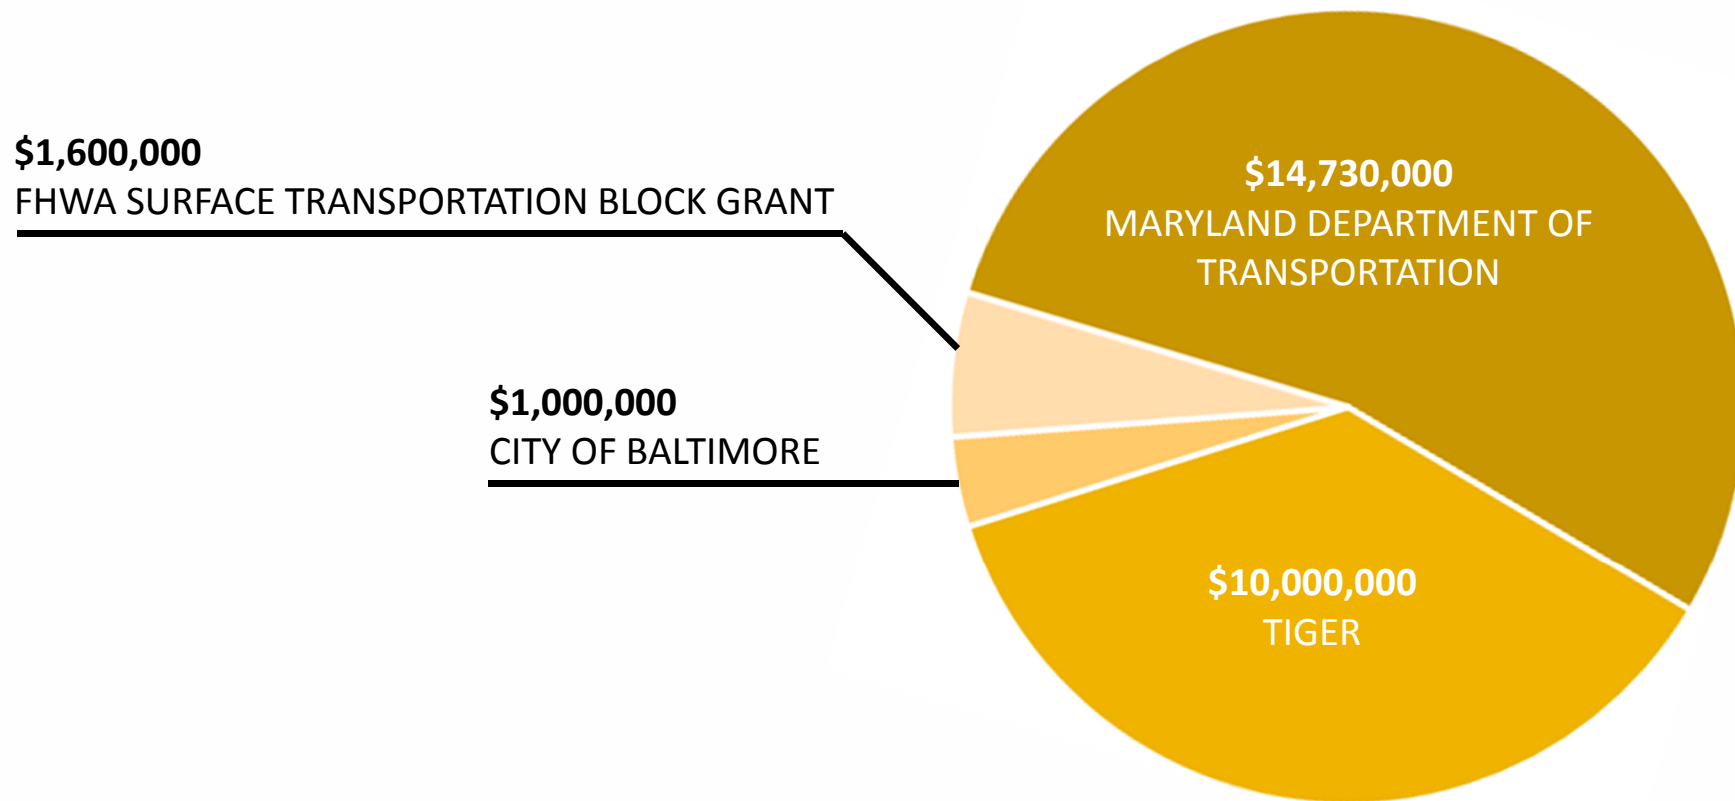 $1,600,000
FHWA SURFACE TRANSPORTATION BLOCK GRANT
$14,730,000
MARYLAND DEPARTMENT OF
TRANSPORTATION
$1,000,000
CITY OF BALTIMORE
$10,000,000
TIGER